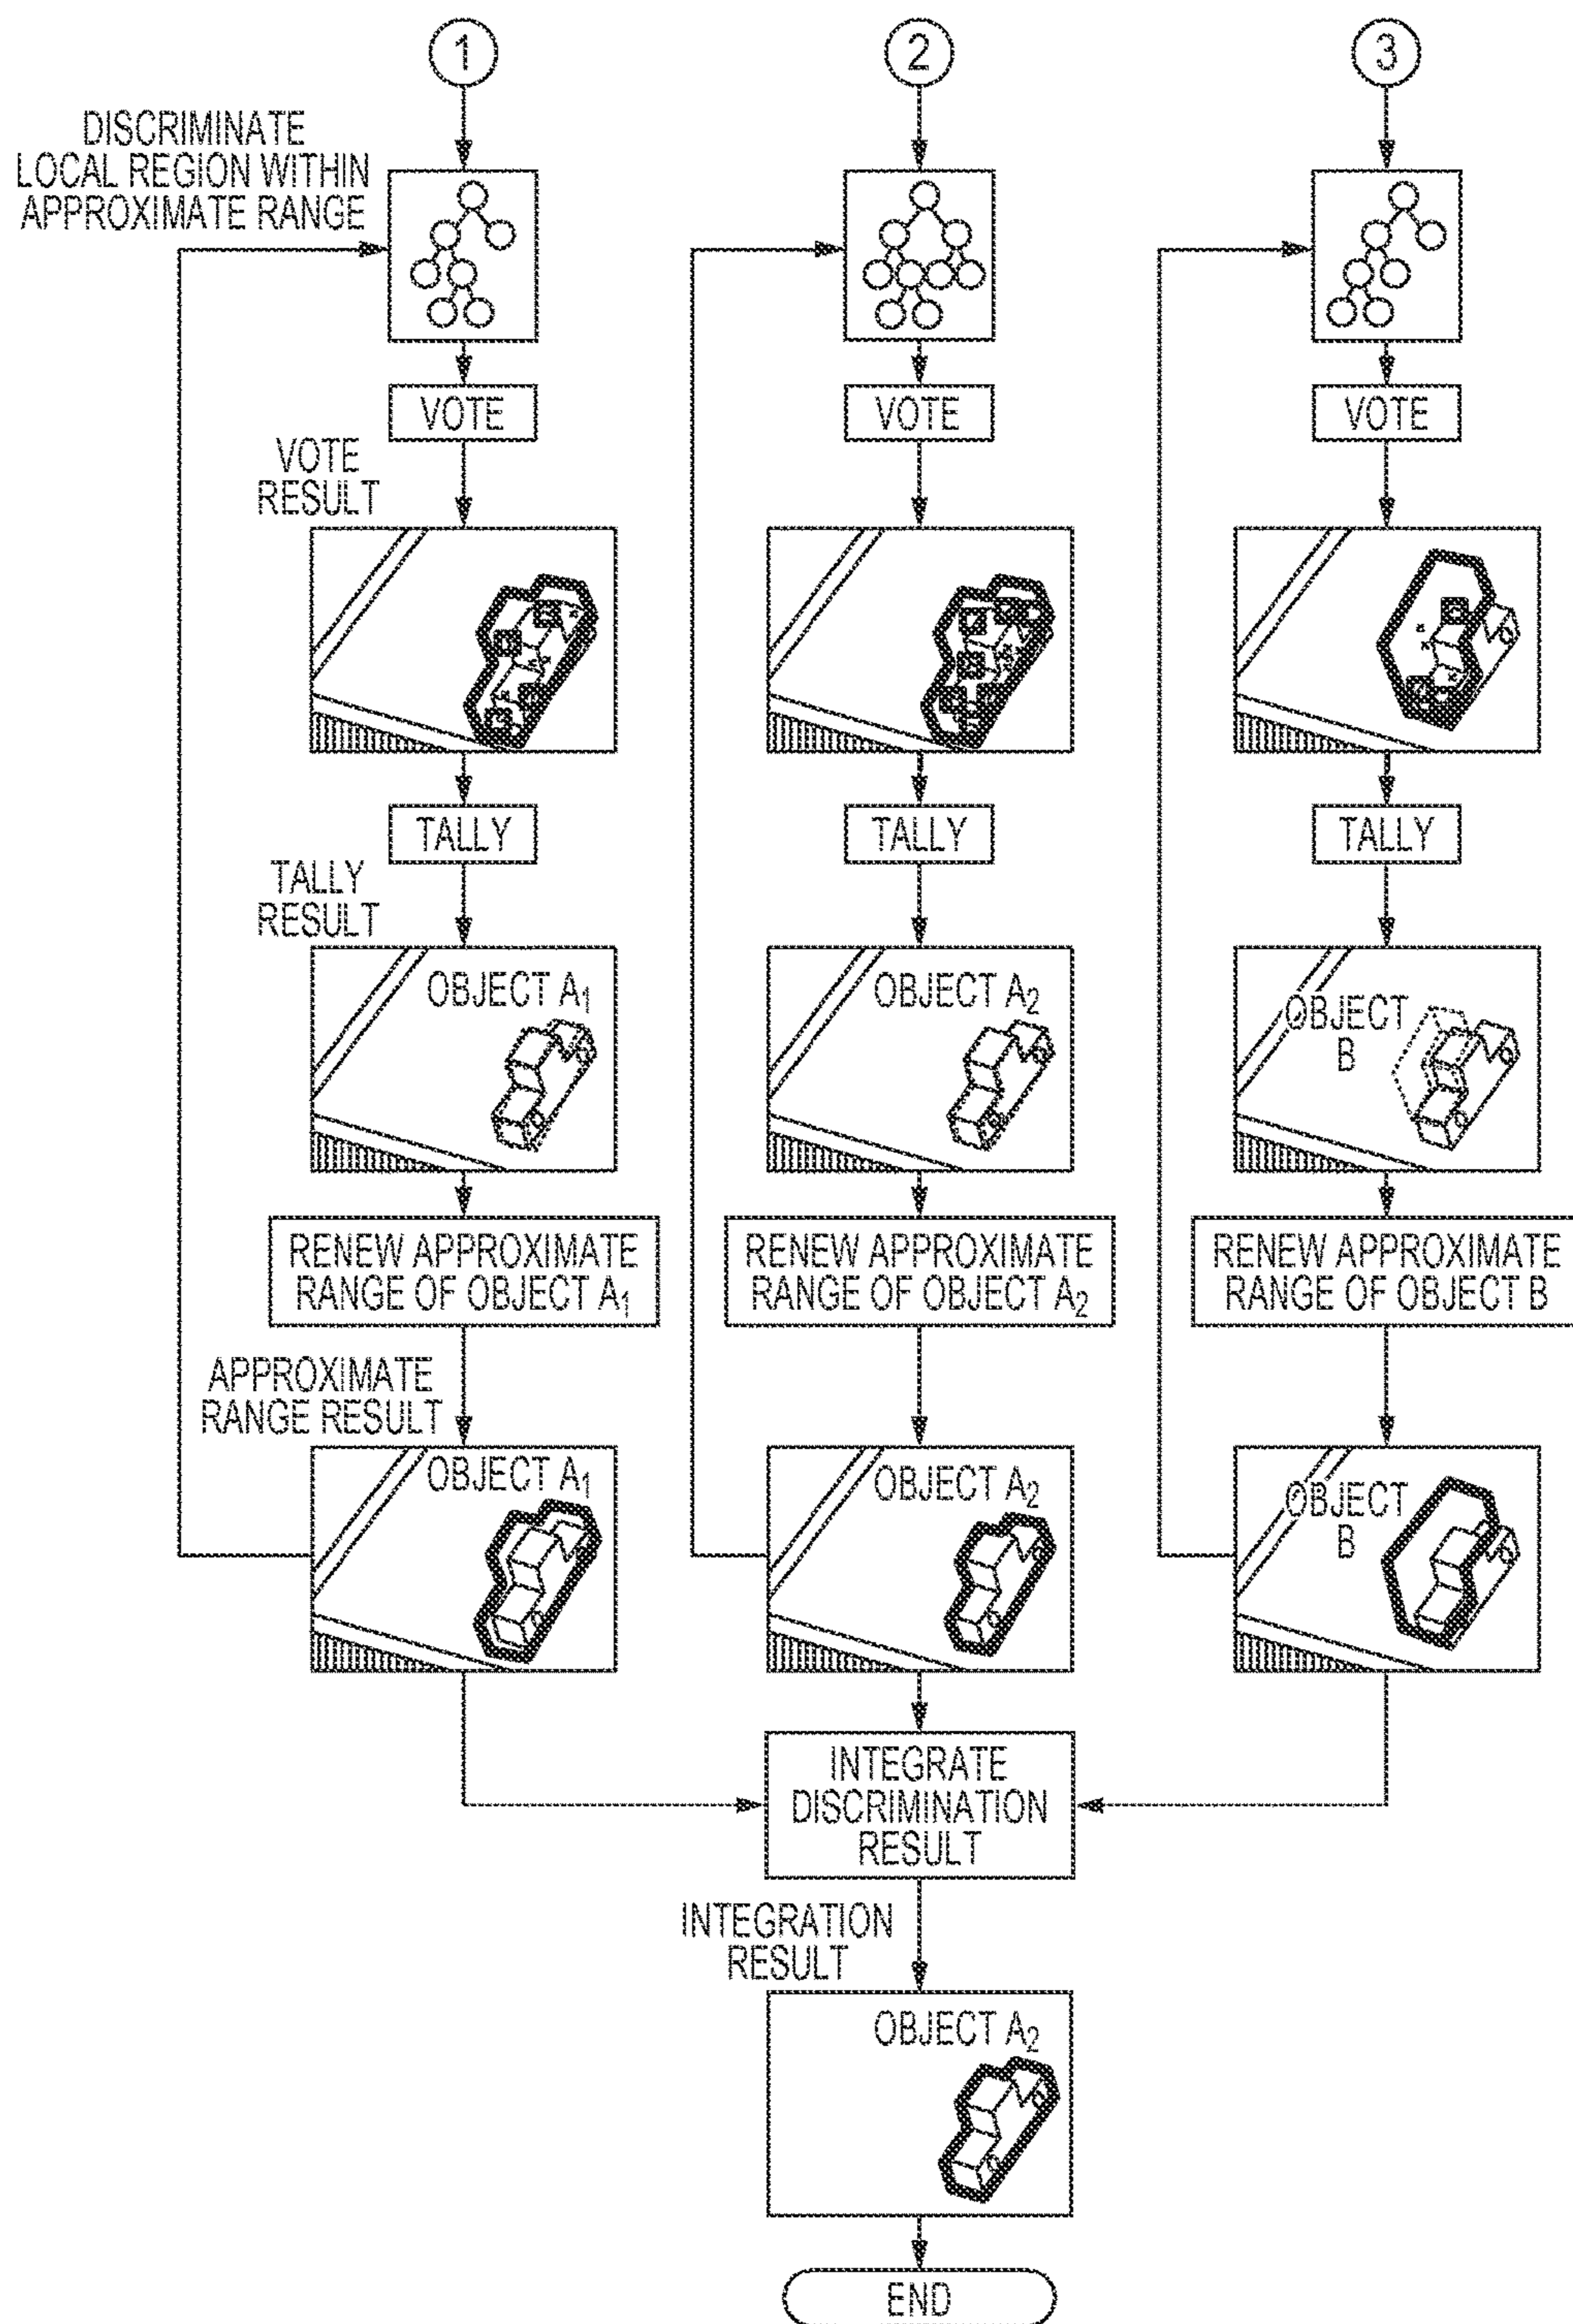 1
2
3
DISCRIMINATE
LOCAL REGION WITHIN
APPROXIMATE RANGE
VOTE
VOTE
VOTE
VOTE
RESULT
TALLY
TALLY
TALLY
TALLY
RESULT
OBJECT A1
OBJECT A2
OBJECT
B
RENEW APPROXIMATE
RANGE OF OBJECT A1
RENEW APPROXIMATE
RANGE OF OBJECT A2
RENEW APPROXIMATE
RANGE OF OBJECT B
APPROXIMATE
RANGE RESULT
OBJECT A1
OBJECT A2
OBJECT
B
INTEGRATE
DISCRIMINATION
RESULT
INTEGRATION
RESULT
OBJECT A2
END